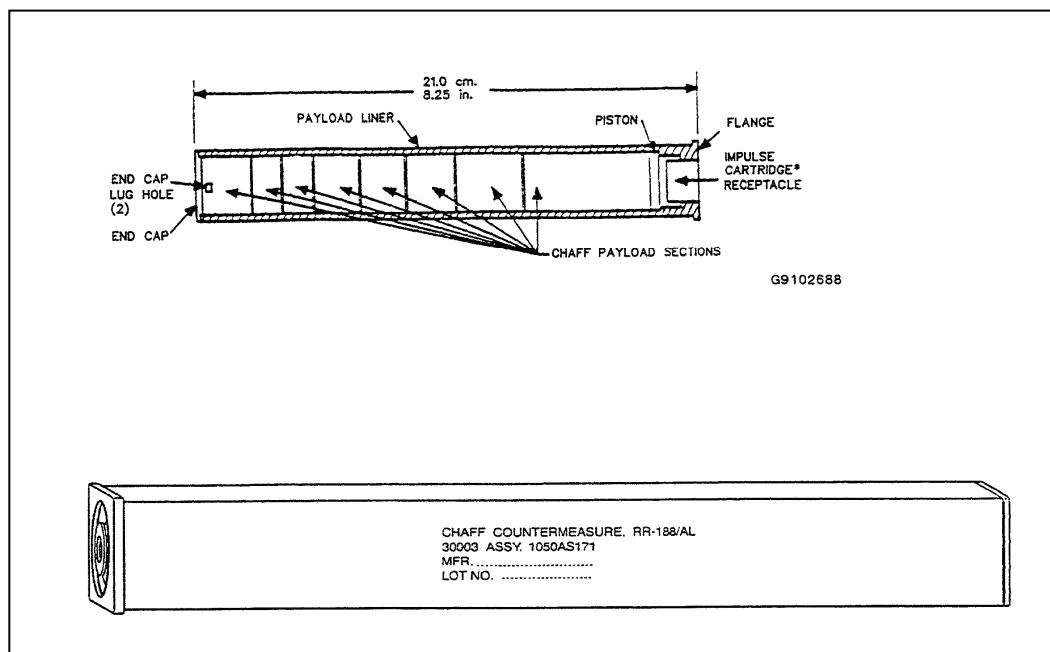 21.0 cm.
8.25 in.
PAYLOAD LINER
PISTON
FLANGE
IMPULSE
CARTRIDGE*
RECEPTACLE
END CAP
LUG HOLE
(2)
END CAP
CHAFF PAYLOAD SECTIONS
G9102688
CHAFF COUNTERMEASURE, RR-188/AL
30003 ASSY. 1050AS171
MFR.
LOT NO.